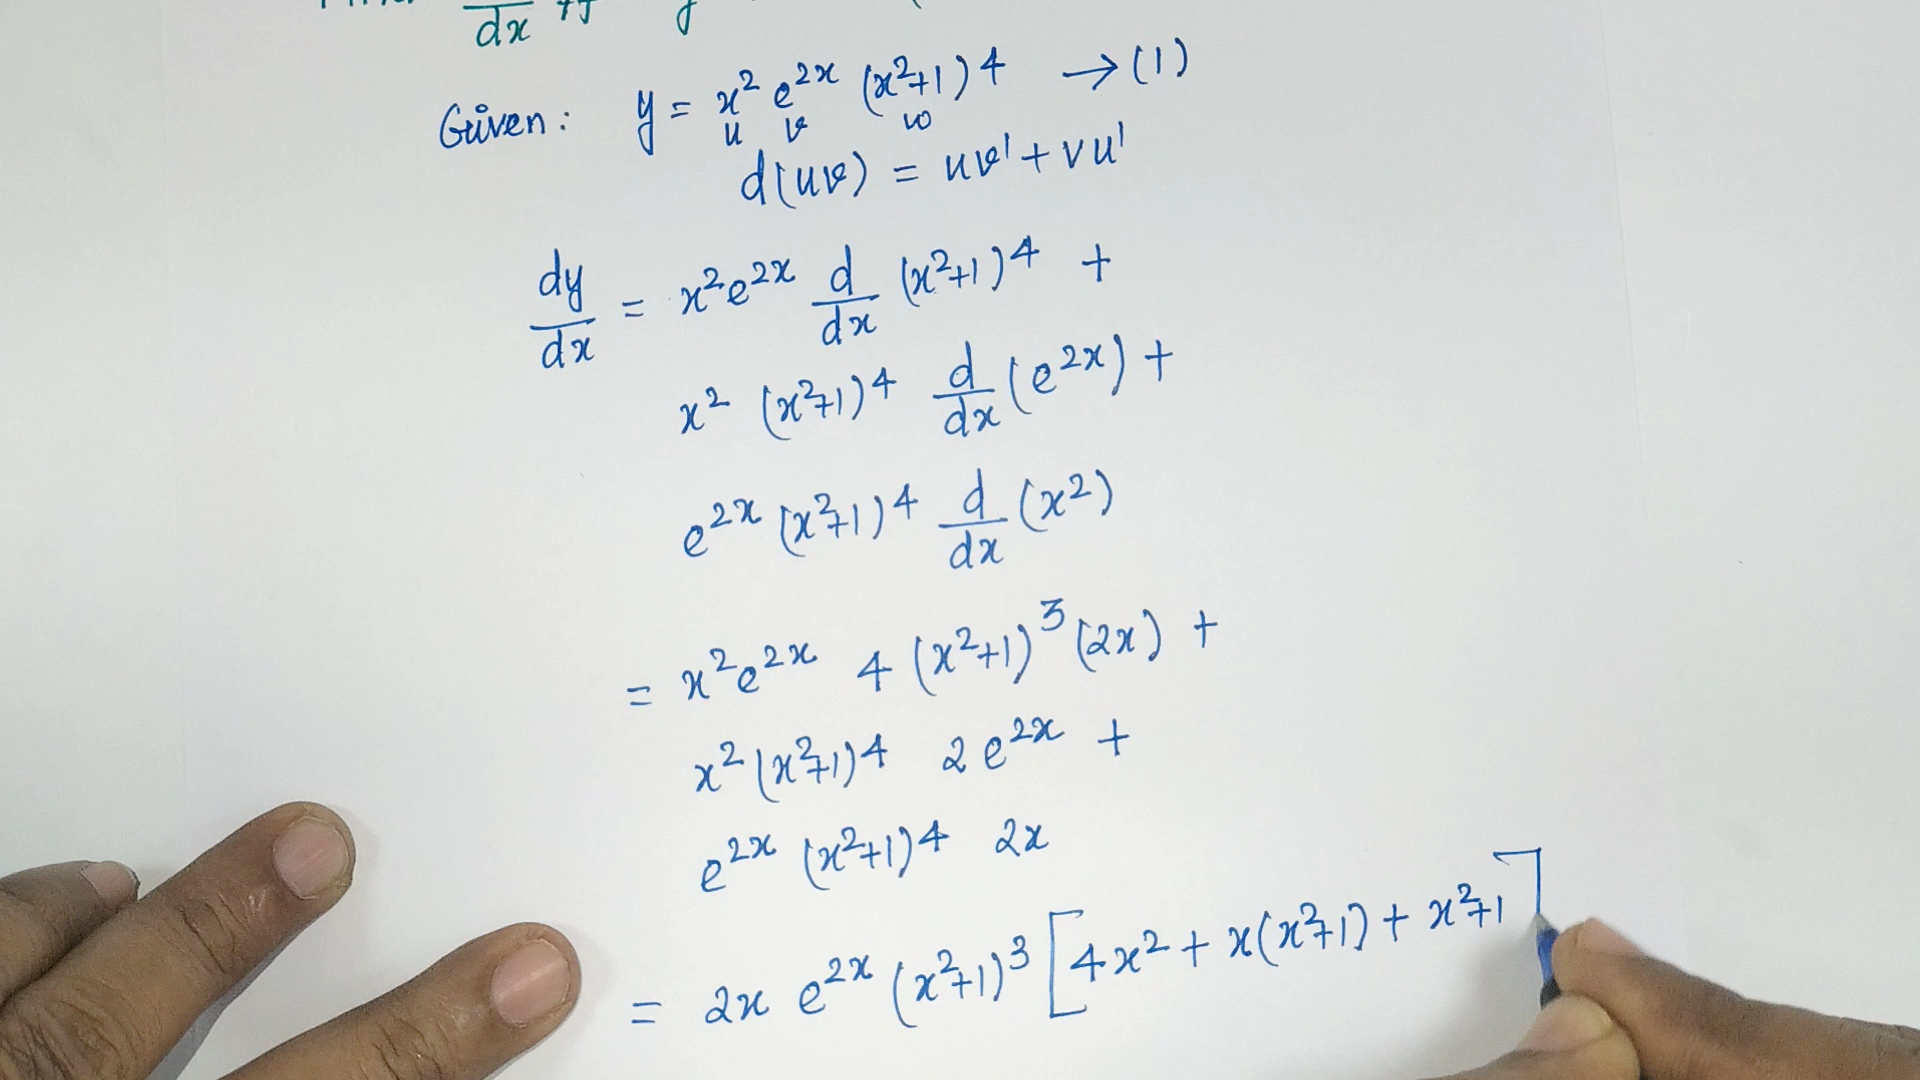 dx y
Given: y = x² e^2x (x²+1)^4 → (1)
u v w
d(uv) = uv' + vu'
dy/dx = x²e^2x d/dx (x²+1)^4 +
x² (x²+1)^4 d/dx (e^2x) +
e^2x (x²+1)^4 d/dx (x²)
= x²e^2x 4 (x²+1)^3 (2x) +
x² (x²+1)^4 2e^2x +
e^2x (x²+1)^4 2x
= 2x e^2x (x²+1)^3 [4x² + x(x²+1) + x²+1]